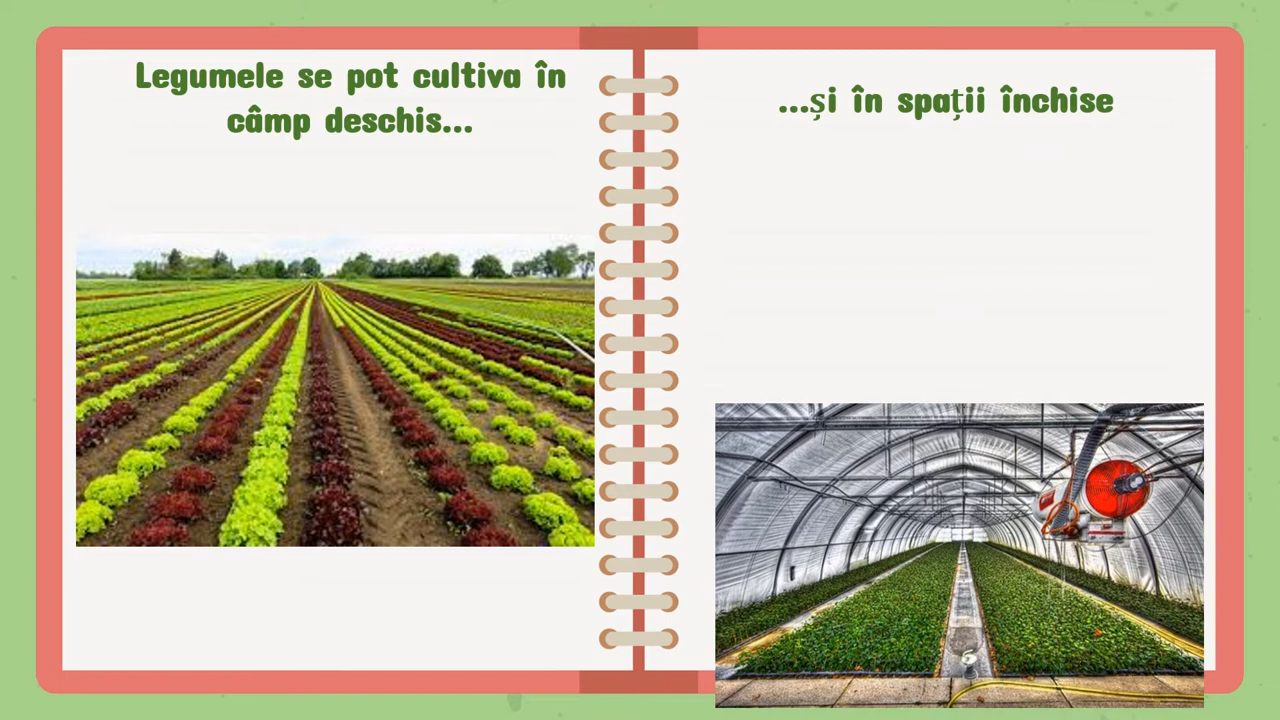 Legumele se pot cultiva în
câmp deschis...
...și în spații închise